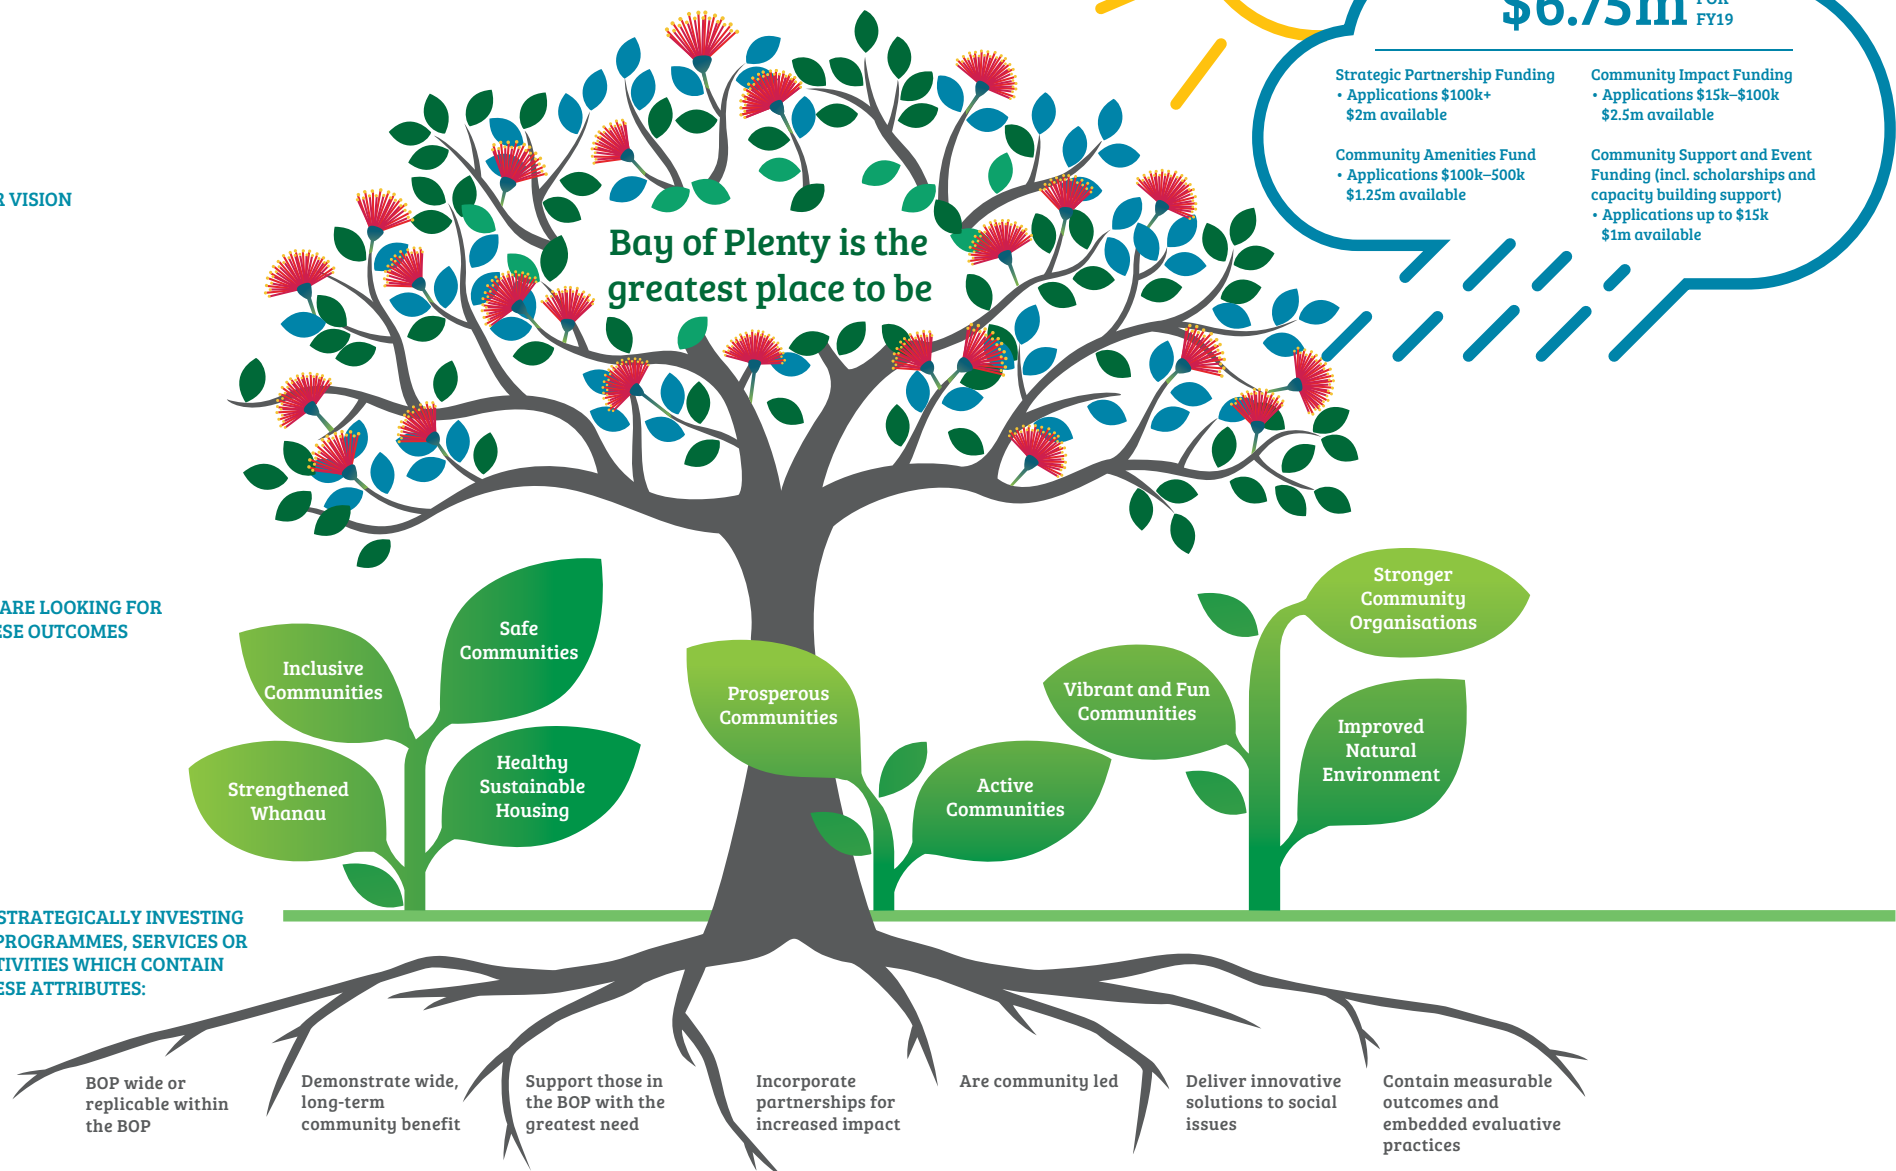 $6.75m
FOR
FY19
Strategic Partnership Funding
• Applications $100k+
$2m available
Community Impact Funding
• Applications $15k–$100k
$2.5m available
Community Amenities Fund
• Applications $100k–500k
$1.25m available
Community Support and Event
Funding (incl. scholarships and
capacity building support)
• Applications up to $15k
$1m available
R VISION
Bay of Plenty is the
greatest place to be
ARE LOOKING FOR
ESE OUTCOMES
Safe
Communities
Inclusive
Communities
Strengthened
Whanau
Healthy
Sustainable
Housing
Prosperous
Communities
Active
Communities
Vibrant and Fun
Communities
Stronger
Community
Organisations
Improved
Natural
Environment
STRATEGICALLY INVESTING
PROGRAMMES, SERVICES OR
TIVITIES WHICH CONTAIN
ESE ATTRIBUTES:
BOP wide or
replicable within
the BOP
Demonstrate wide,
long-term
community benefit
Support those in
the BOP with the
greatest need
Incorporate
partnerships for
increased impact
Are community led
Deliver innovative
solutions to social
issues
Contain measurable
outcomes and
embedded evaluative
practices